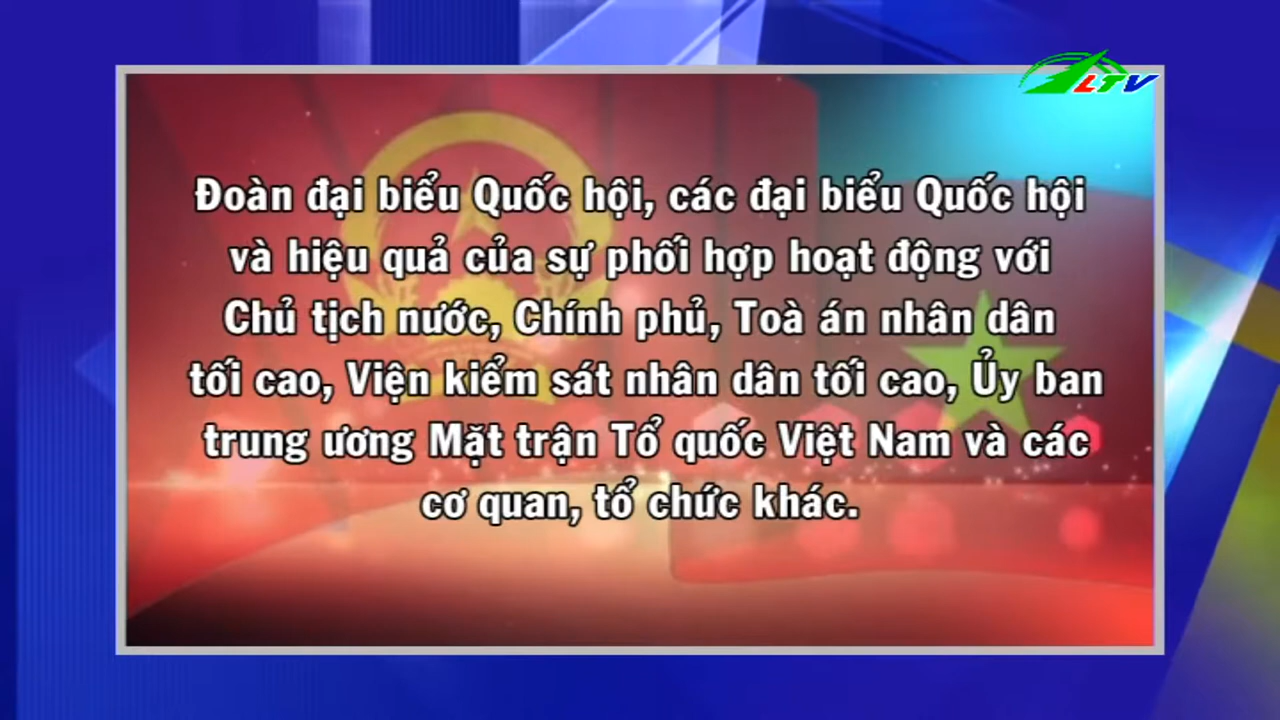 LTV
Đoàn đại biểu Quốc hội, các đại biểu Quốc hội
và hiệu quả của sự phối hợp hoạt động với
Chủ tịch nước, Chính phủ, Toà án nhân dân
tối cao, Viện kiểm sát nhân dân tối cao, Ủy ban
trung ương Mặt trận Tổ quốc Việt Nam và các
cơ quan, tổ chức khác.